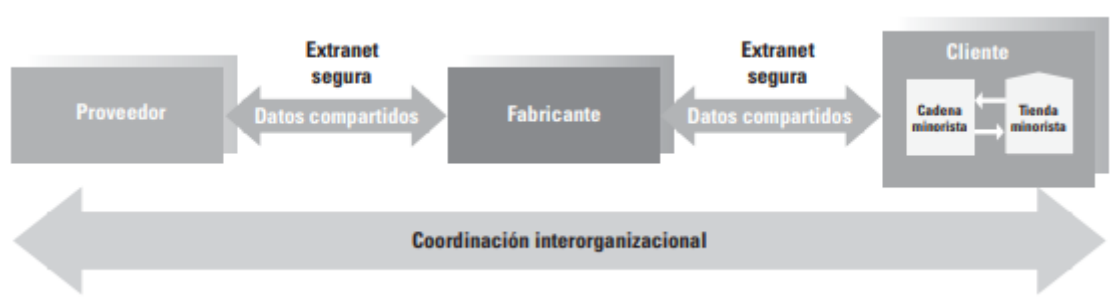 Proveedor
Extranet
segura
Datos compartidos
Fabricante
Extranet
segura
Datos compartidos
Cliente
Cadena
minorista
Tienda
minorista
Coordinación interorganizacional